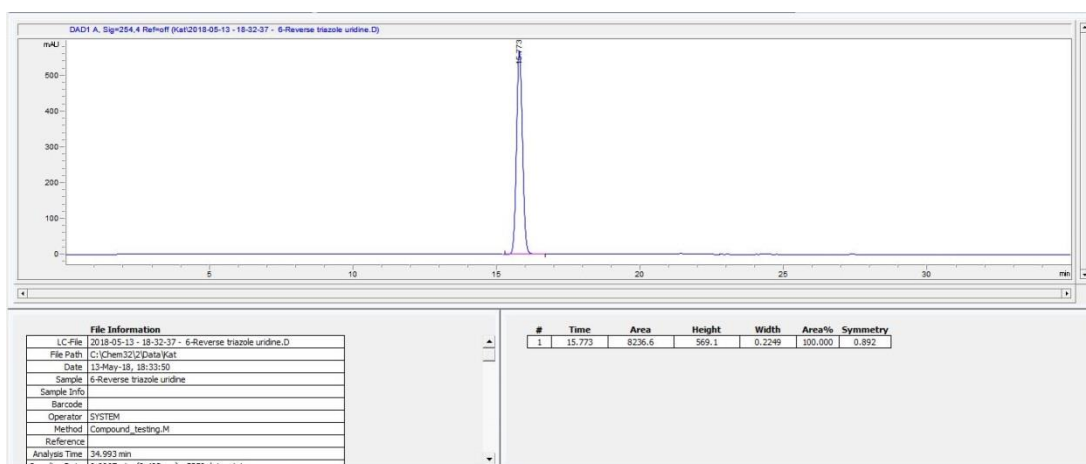 DAD1 A, Sig=254,4 Ref=off (Kat\2018-05-13 - 18-32-37 - 6-Reverse triazole uridine.D)
mAU
15.773
500
400
300
200
100
0
5 10 15 20 25 30 min
File Information
LC-File 2018-05-13 - 18-32-37 - 6-Reverse triazole uridine.D
File Path C:\Chem32\2\Data\Kat
Date 13-May-18, 18:33:50
Sample 6-Reverse triazole uridine
Sample Info
Barcode
Operator SYSTEM
Method Compound_testing.M
Reference
Analysis Time 34.993 min
# Time Area Height Width Area% Symmetry
1 15.773 8236.6 569.1 0.2249 100.000 0.892